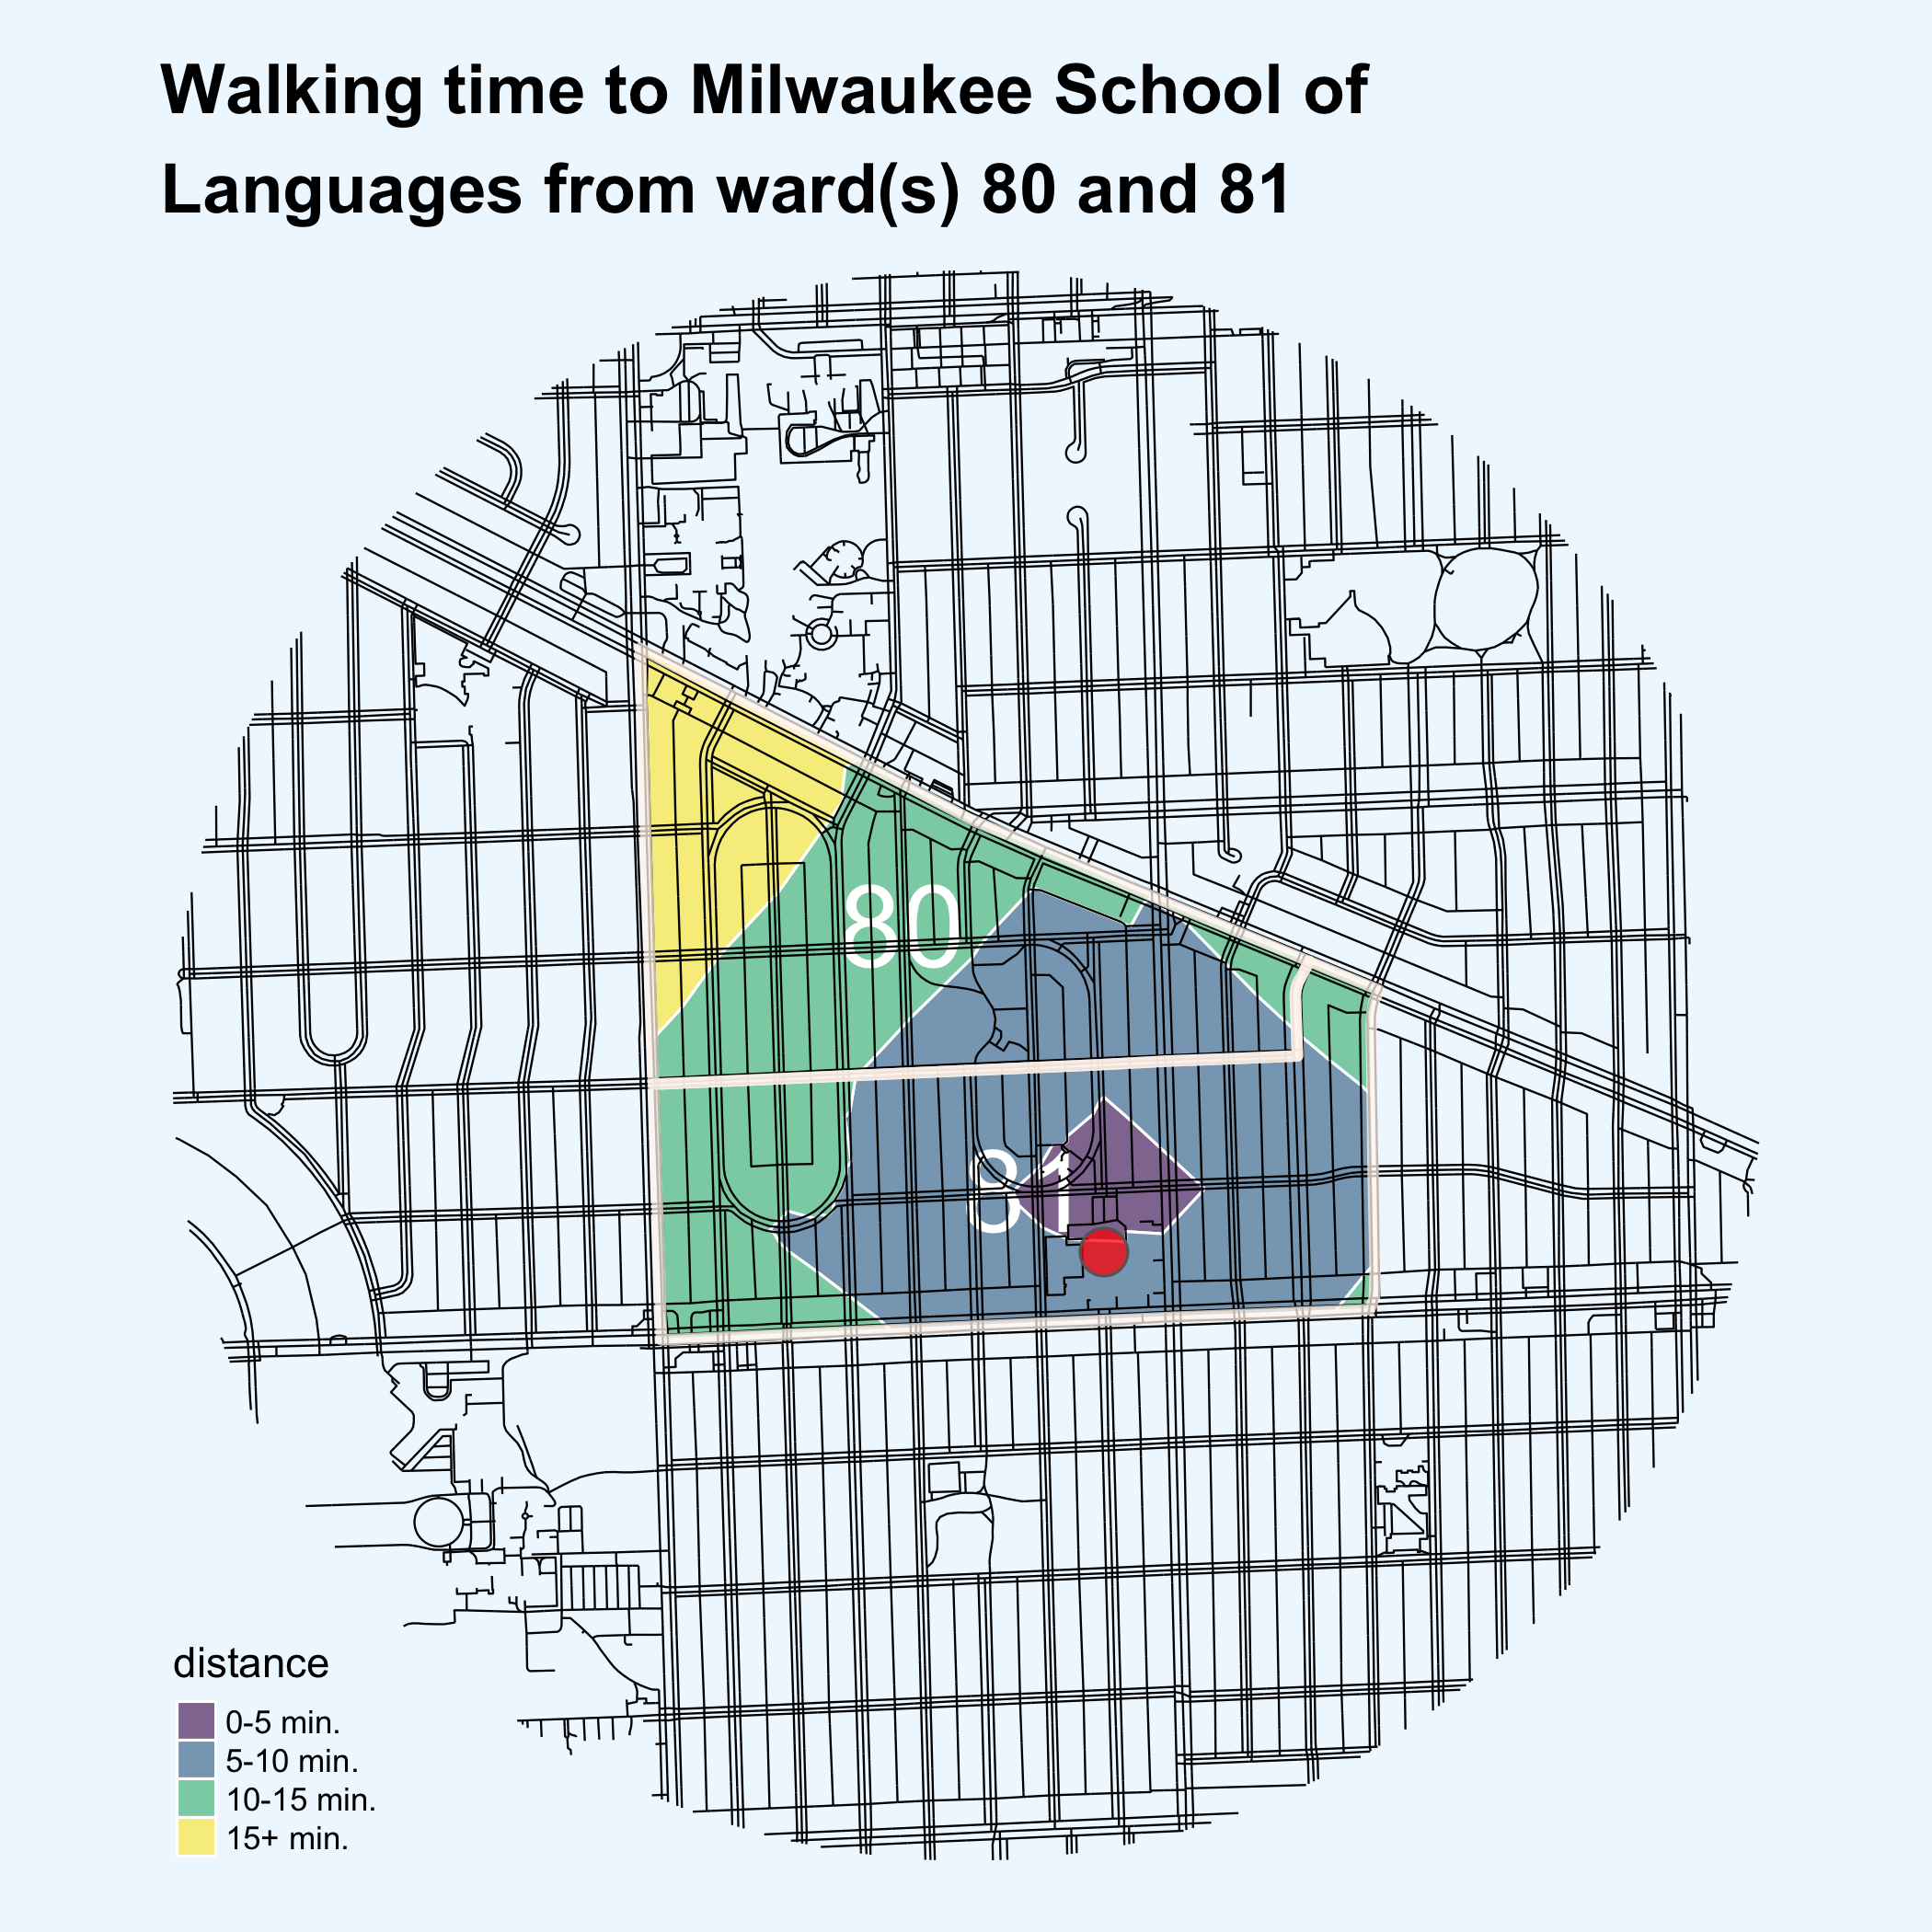 Walking time to Milwaukee School of
Languages from ward(s) 80 and 81
80
81
distance
0-5 min.
5-10 min.
10-15 min.
15+ min.